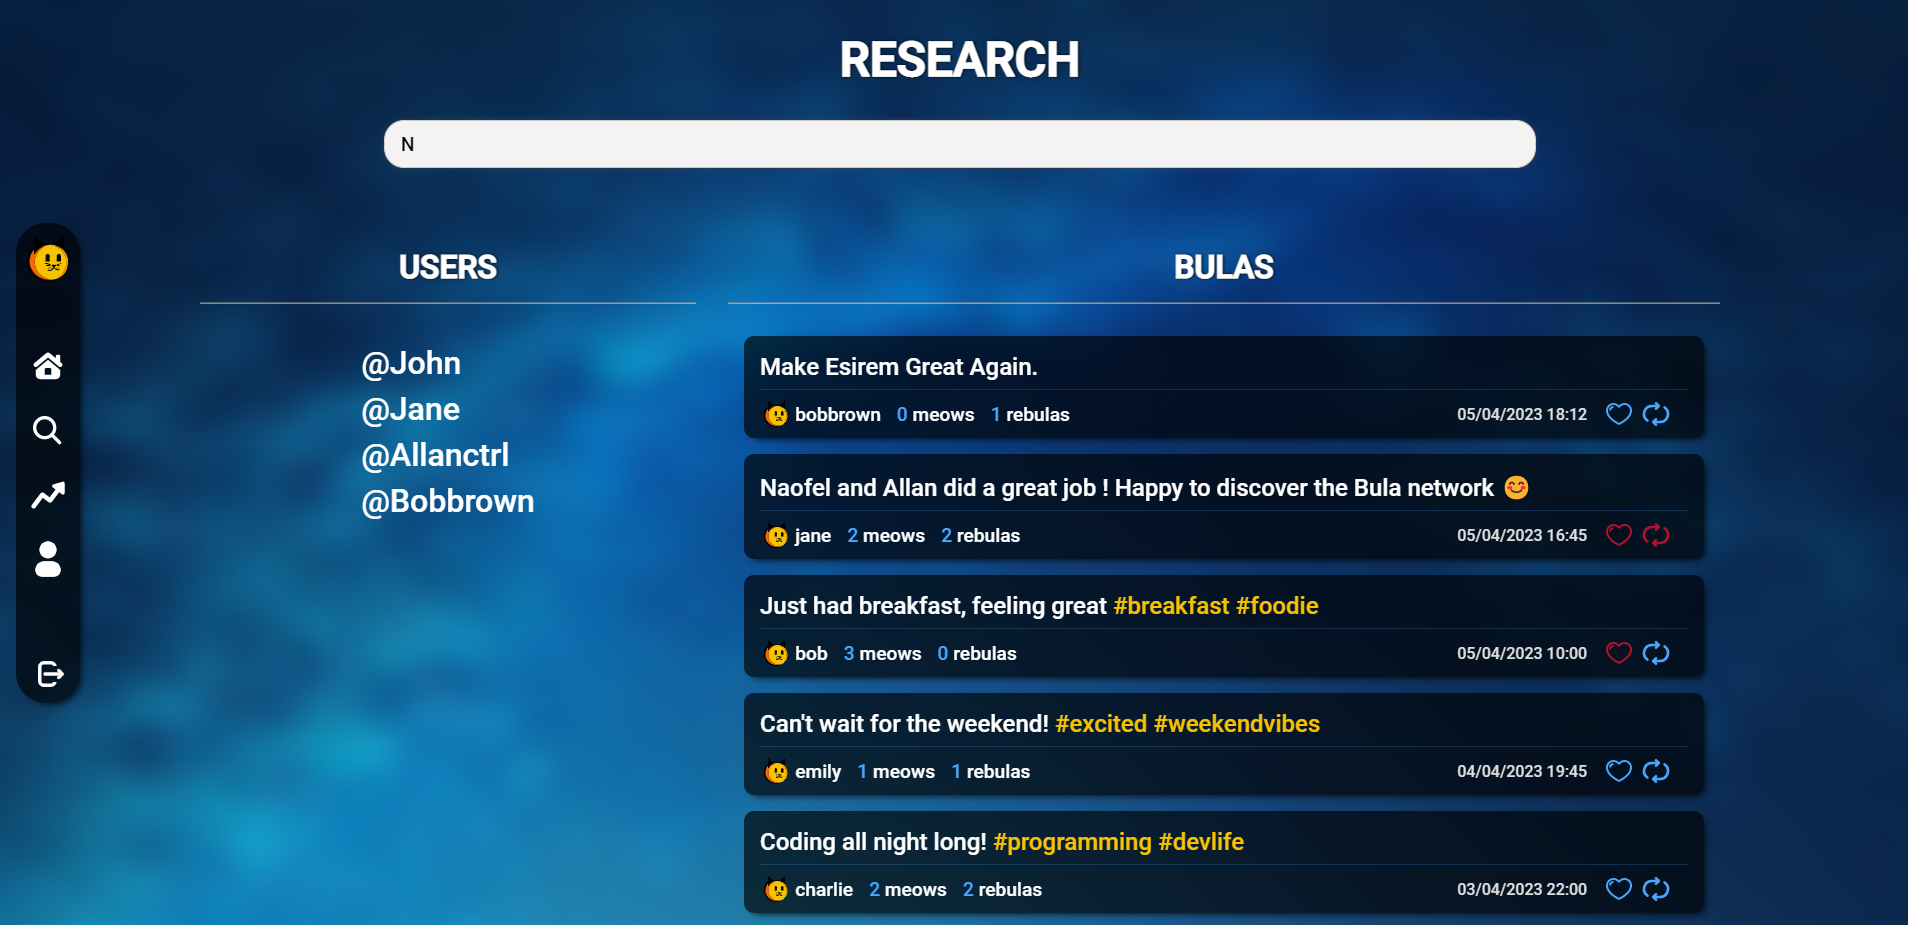 RESEARCH
N
USERS
@John
@Jane
@Allanctrl
@Bobbrown
BULAS
Make Esirem Great Again.
bobbrown 0 meows 1 rebulas 05/04/2023 18:12
Naofel and Allan did a great job ! Happy to discover the Bula network 😊
jane 2 meows 2 rebulas 05/04/2023 16:45
Just had breakfast, feeling great #breakfast #foodie
bob 3 meows 0 rebulas 05/04/2023 10:00
Can't wait for the weekend! #excited #weekendvibes
emily 1 meows 1 rebulas 04/04/2023 19:45
Coding all night long! #programming #devlife
charlie 2 meows 2 rebulas 03/04/2023 22:00